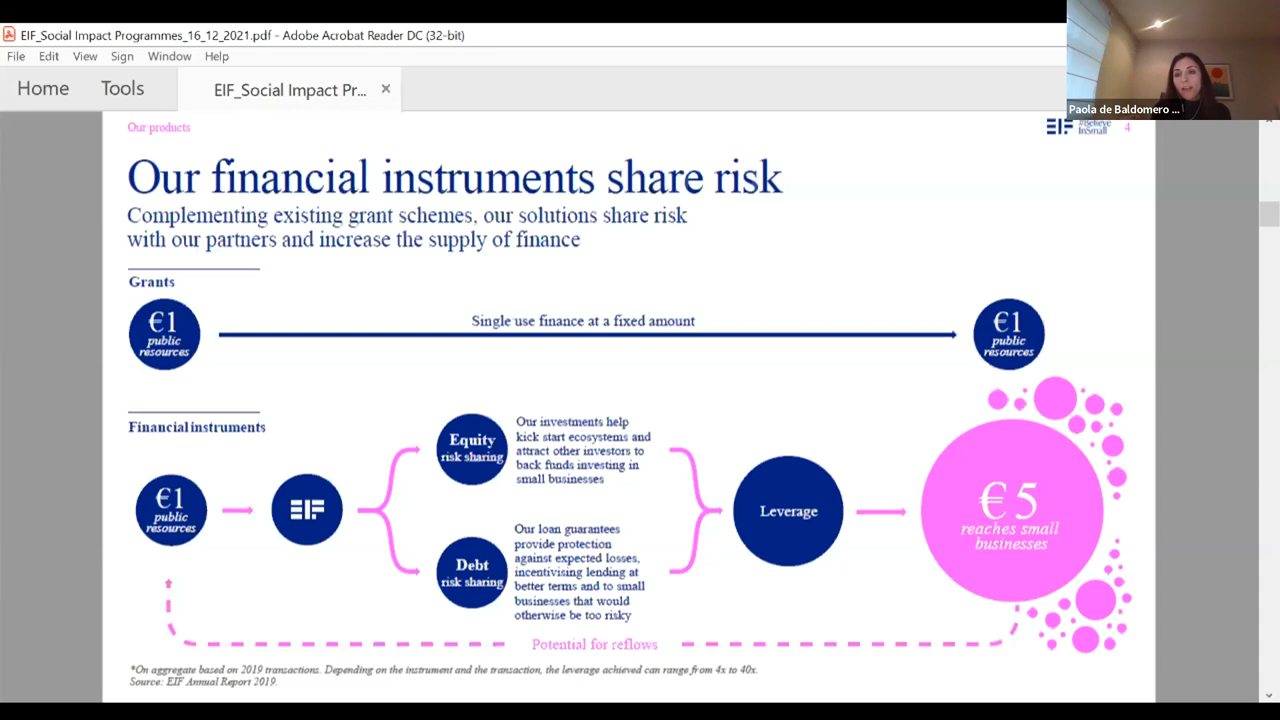 EIF_Social Impact Programmes_16_12_2021.pdf - Adobe Acrobat Reader DC (32-bit)
File Edit View Sign Window Help
Home Tools EIF_Social Impact Pr... ×
Paola de Baldomero ...
Our products
EIF #Believe InSmall 4
Our financial instruments share risk
Complementing existing grant schemes, our solutions share risk
with our partners and increase the supply of finance
Grants
€1
public
resources
Single use finance at a fixed amount
€1
public
resources
Financial instruments
€1
public
resources
EIF
Equity
risk sharing
Our investments help
kick start ecosystems and
attract other investors to
back funds investing in
small businesses
Debt
risk sharing
Our loan guarantees
provide protection
against expected losses,
incentivising lending at
better terms and to small
businesses that would
otherwise be too risky
Leverage
€5
reaches small
businesses
Potential for reflows
*On aggregate based on 2019 transactions. Depending on the instrument and the transaction, the leverage achieved can range from 4x to 40x.
Source: EIF Annual Report 2019.